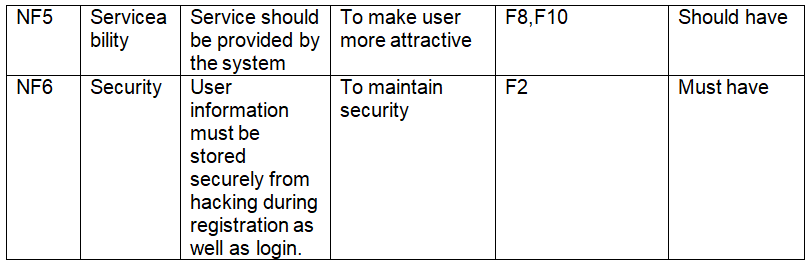 NF5
Servicea
bility
Service should
be provided by
the system
To make user
more attractive
F8,F10
Should have
NF6
Security
User
information
must be
stored
securely from
hacking during
registration as
well as login.
To maintain
security
F2
Must have